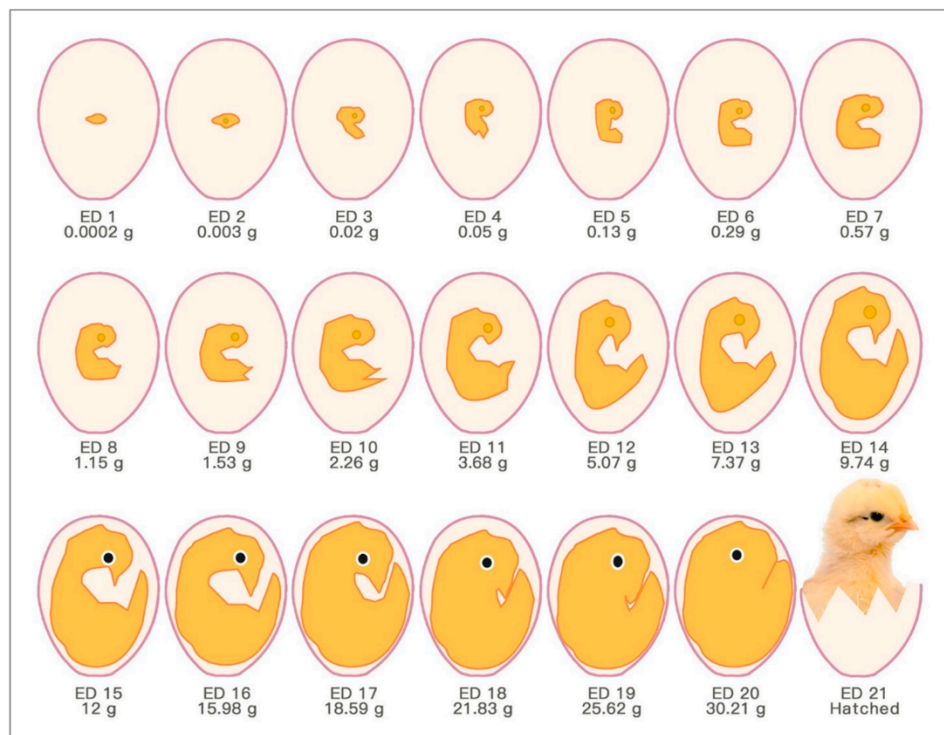 ED 1
0.0002 g
ED 2
0.003 g
ED 3
0.02 g
ED 4
0.05 g
ED 5
0.13 g
ED 6
0.29 g
ED 7
0.57 g
ED 8
1.15 g
ED 9
1.53 g
ED 10
2.26 g
ED 11
3.68 g
ED 12
5.07 g
ED 13
7.37 g
ED 14
9.74 g
ED 15
12 g
ED 16
15.98 g
ED 17
18.59 g
ED 18
21.83 g
ED 19
25.62 g
ED 20
30.21 g
ED 21
Hatched